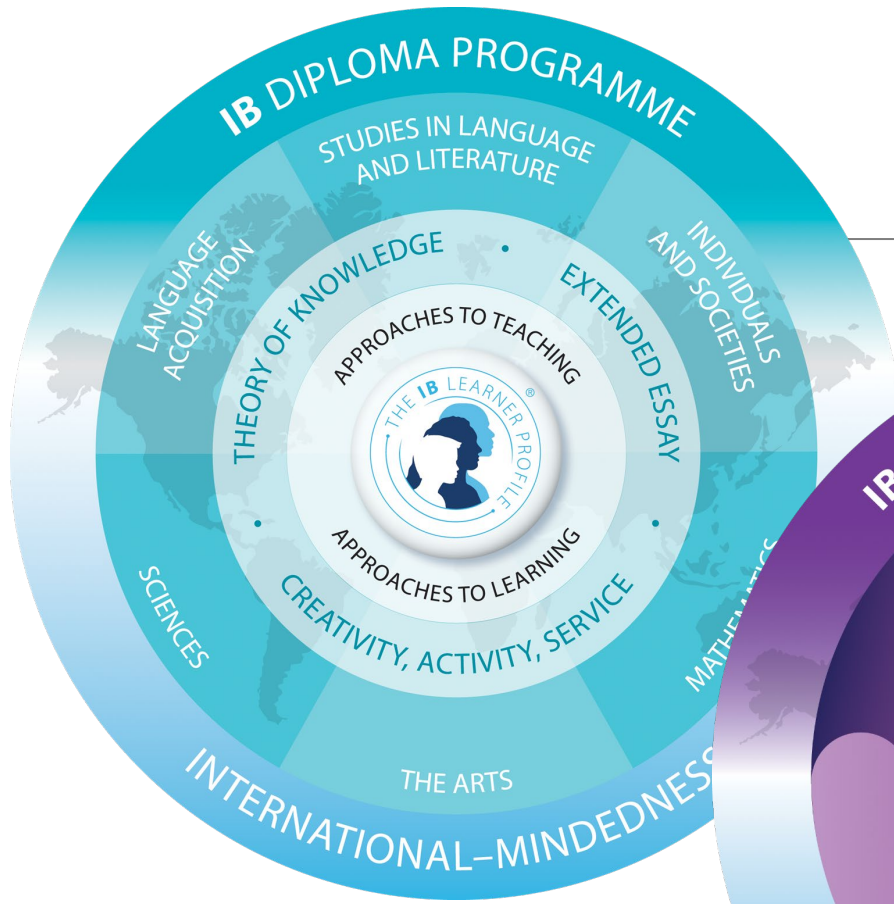 IB DIPLOMA PROGRAMME
STUDIES IN LANGUAGE
AND LITERATURE
LANGUAGE
ACQUISITION
INDIVIDUALS
AND SOCIETIES
THEORY OF KNOWLEDGE
EXTENDED ESSAY
APPROACHES TO TEACHING
THE IB LEARNER PROFILE ®
APPROACHES TO LEARNING
CREATIVITY, ACTIVITY, SERVICE
SCIENCES
MATHEMATICS
THE ARTS
INTERNATIONAL–MINDEDNESS
IB